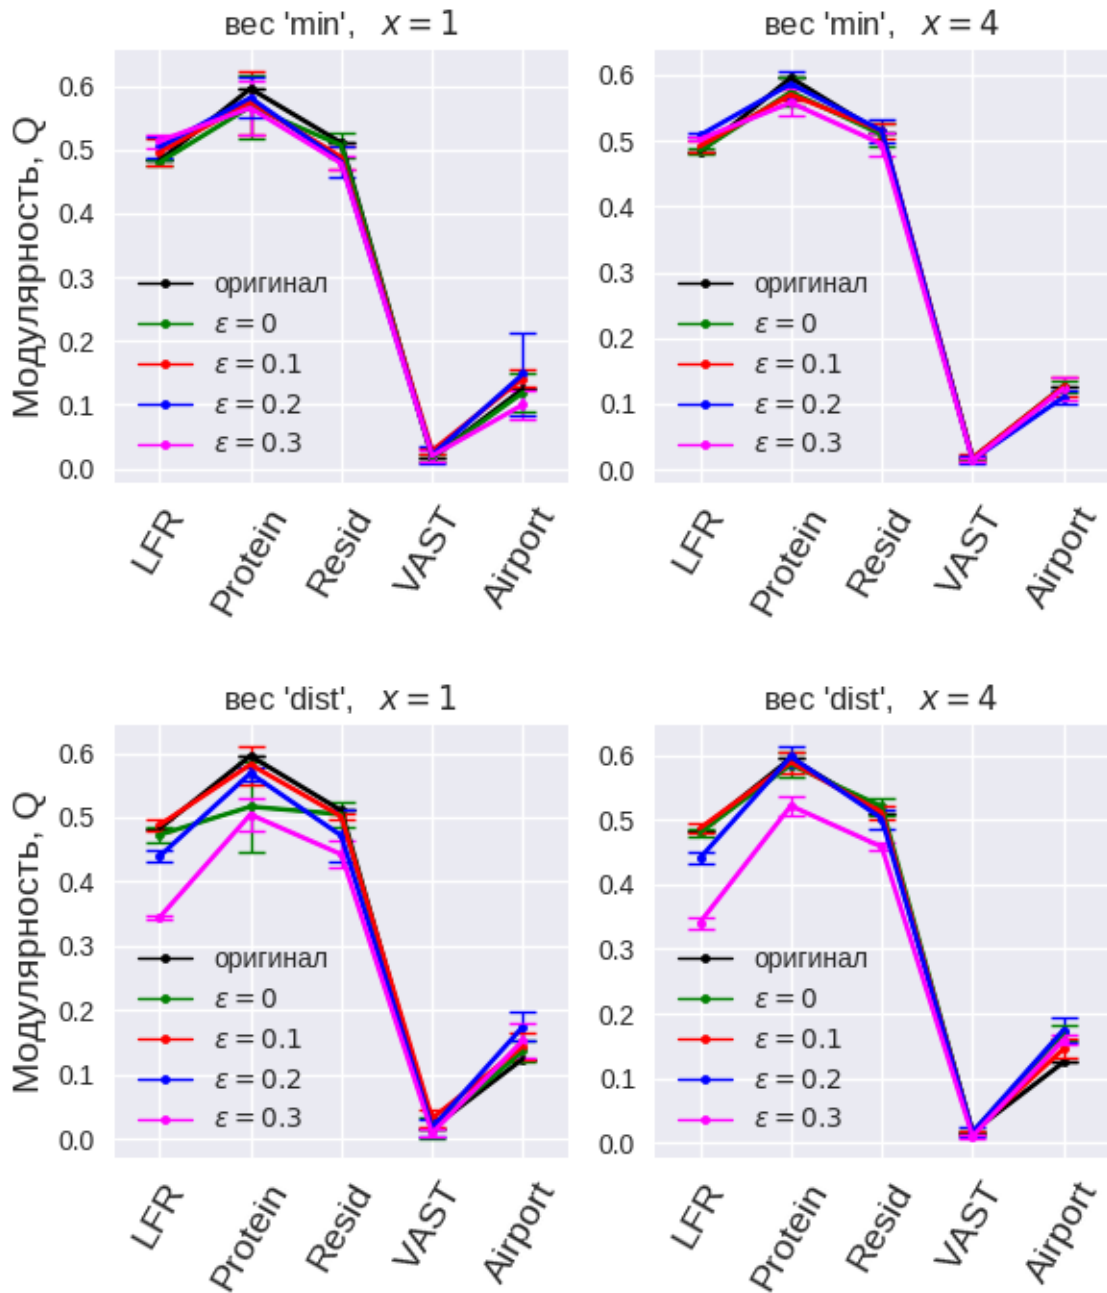 вес 'min', x = 1
вес 'min', x = 4
Модулярность, Q
0.6
0.5
0.4
0.3
0.2
0.1
0.0
оригинал
ε = 0
ε = 0.1
ε = 0.2
ε = 0.3
LFR
Protein
Resid
VAST
Airport
0.6
0.5
0.4
0.3
0.2
0.1
0.0
оригинал
ε = 0
ε = 0.1
ε = 0.2
ε = 0.3
LFR
Protein
Resid
VAST
Airport
вес 'dist', x = 1
вес 'dist', x = 4
Модулярность, Q
0.6
0.5
0.4
0.3
0.2
0.1
0.0
оригинал
ε = 0
ε = 0.1
ε = 0.2
ε = 0.3
LFR
Protein
Resid
VAST
Airport
0.6
0.5
0.4
0.3
0.2
0.1
0.0
оригинал
ε = 0
ε = 0.1
ε = 0.2
ε = 0.3
LFR
Protein
Resid
VAST
Airport